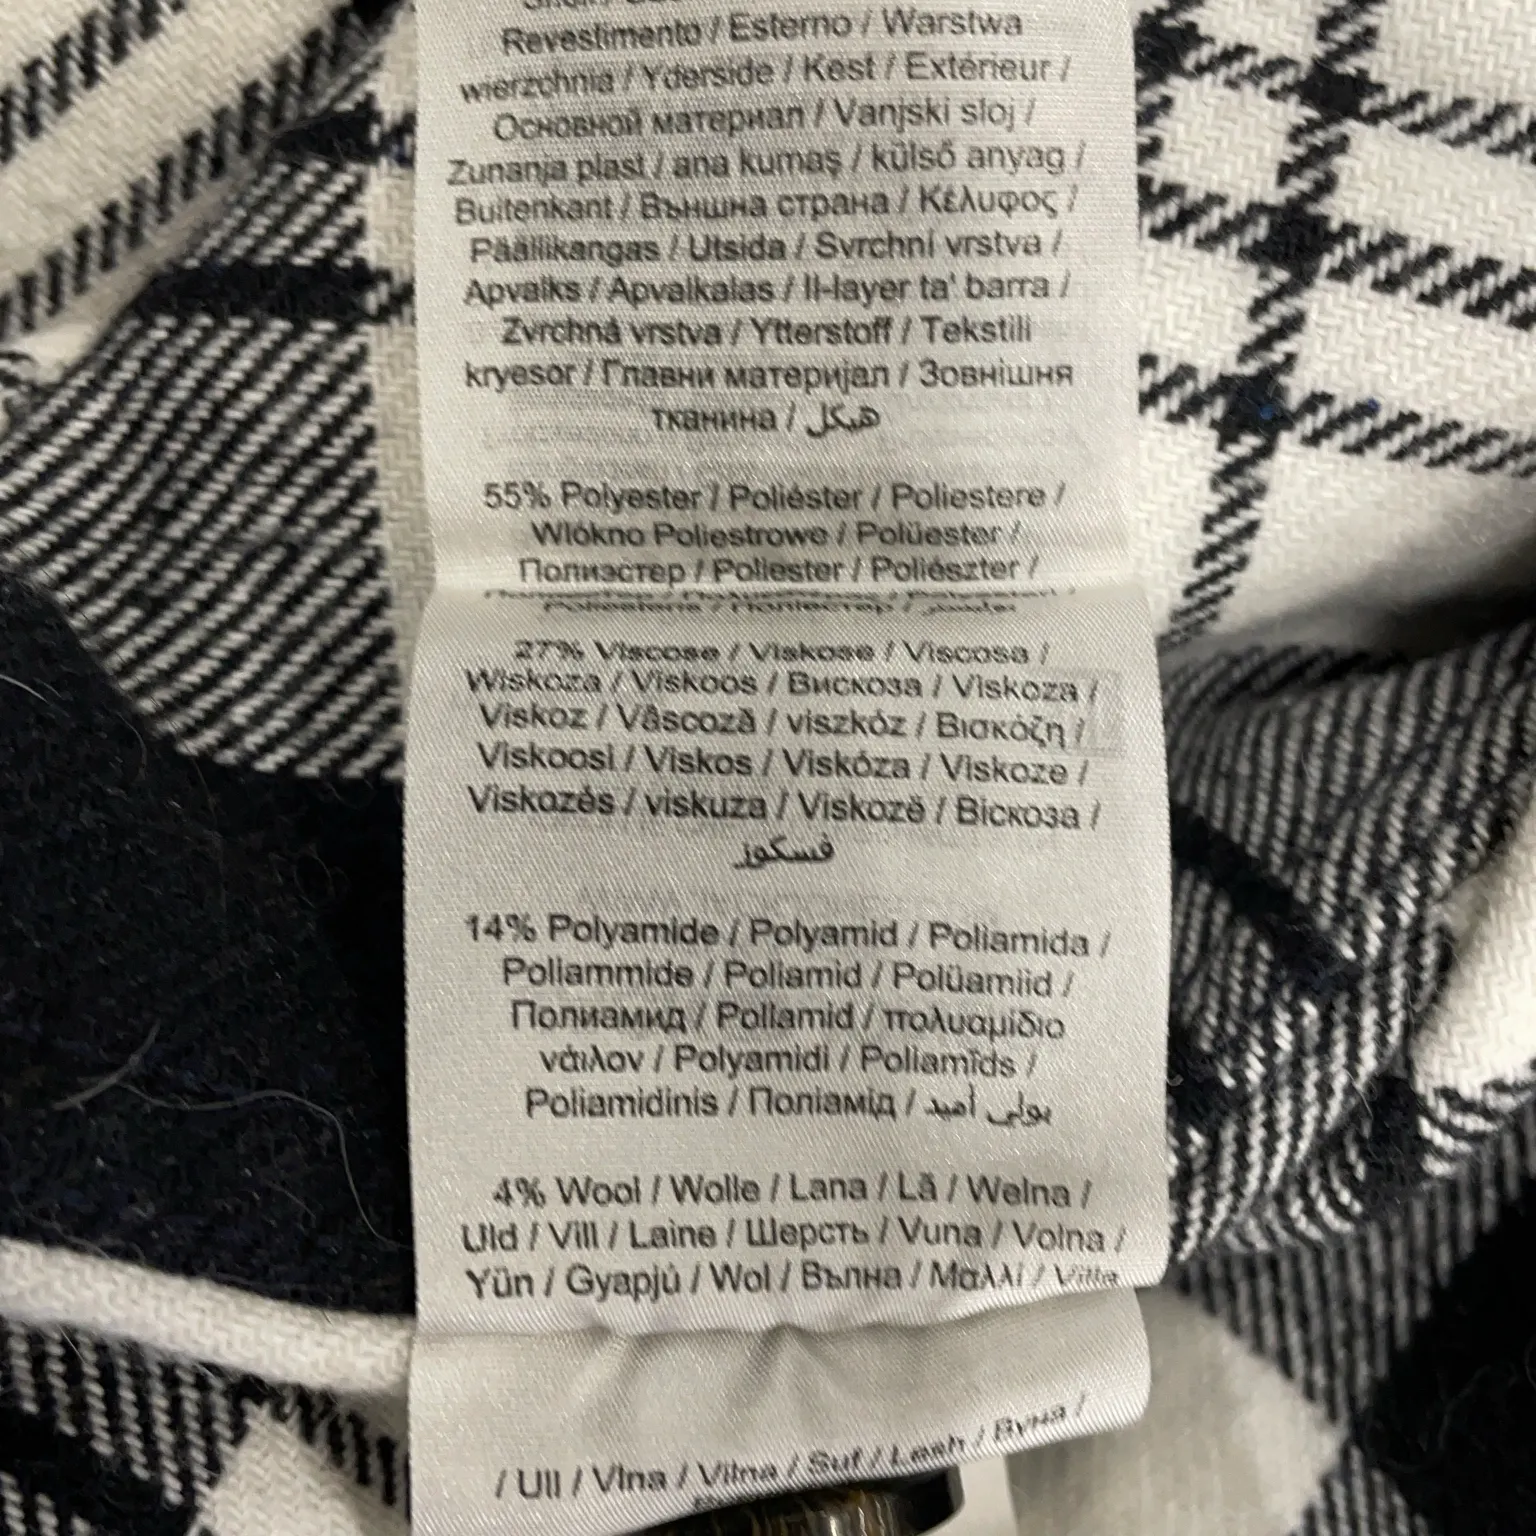 Revestimento / Esterno / Warstwa
wierzchnia / Yderside / Kest / Extérieur /
Основной материал / Vanjski sloj /
Zunanja plast / ana kumaş / külső anyag /
Buitenkant / Външна страна / Κέλυφος /
Päällikangas / Utsida / Svrchní vrstva /
Apvalks / Apvalkalas / Il-layer ta' barra /
Zvrchná vrstva / Ytterstoff / Tekstili
kryesor / Главни материјал / Зовнішня
тканина / هيكل
55% Polyester / Poliéster / Poliestere /
Wlókno Poliestrowe / Polüester /
Полиэстер / Poliester / Poliészter /
Поліестер /
27% Viscose / Viskose / Viscosa /
Wiskoza / Viskoos / Вискоза / Viskoza /
Viskoz / Vâscoză / viszkóz / Βισκόζη /
Viskoosi / Viskos / Viskóza / Viskoze /
Viskozės / viskuza / Viskozë / Віскоза /
فسكوز
14% Polyamide / Polyamid / Poliamida /
Poliammide / Poliamid / Polüamiid /
Полиамид / Poliamid / πολυαμίδιο
νάιλον / Polyamidi / Poliamīds /
Poliamidinis / Поліамід / بولي أميد
4% Wool / Wolle / Lana / Lã / Welna /
Uld / Vill / Laine / Шерсть / Vuna / Volna /
Yün / Gyapjú / Wol / Вълна / Μαλλί / Villa
/ Ull / Vlna / Vilna / Suf / Lesh / Вуна /